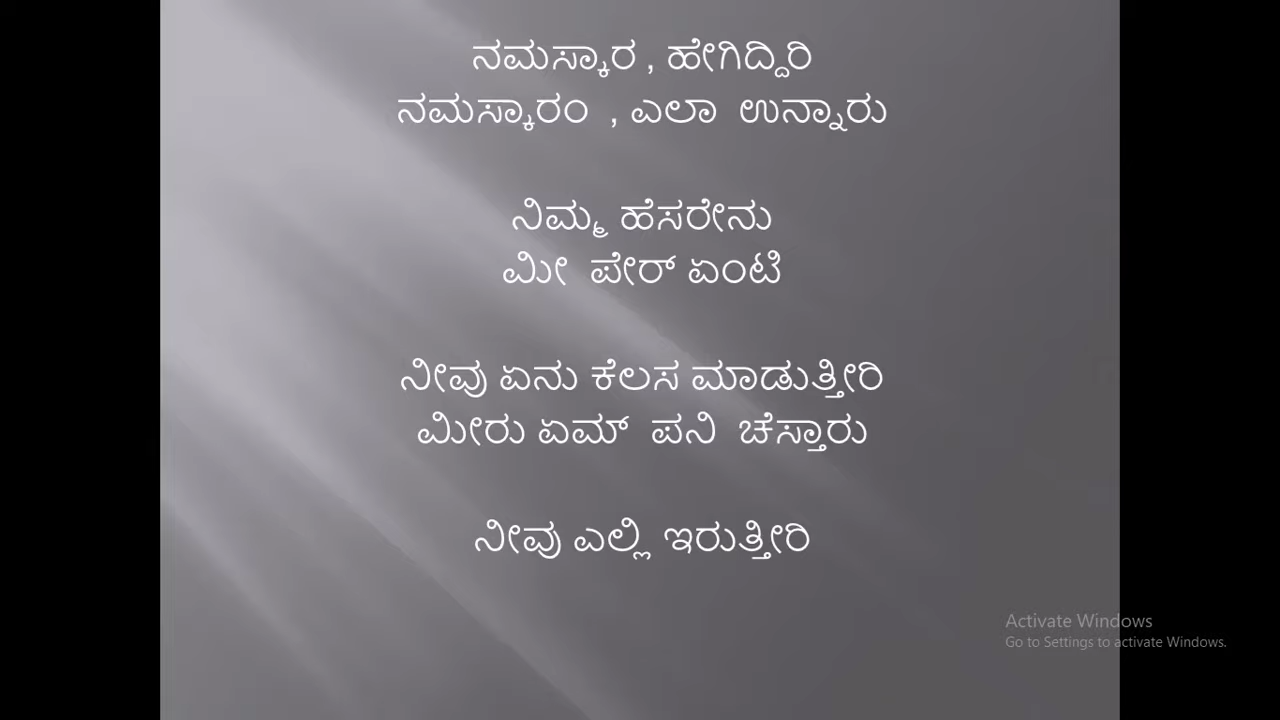 ನಮಸ್ಕಾರ , ಹೇಗಿದ್ದಿರಿ
ನಮಸ್ಕಾರಂ , ಎಲಾ ಉನ್ನಾರು
ನಿಮ್ಮ ಹೆಸರೇನು
ಮೀ ಪೇರ್ ಏಂಟಿ
ನೀವು ಏನು ಕೆಲಸ ಮಾಡುತ್ತೀರಿ
ಮೀರು ಏಮ್ ಪನಿ ಚೆಸ್ತಾರು
ನೀವು ಎಲ್ಲಿ ಇರುತ್ತೀರಿ
Activate Windows
Go to Settings to activate Windows.